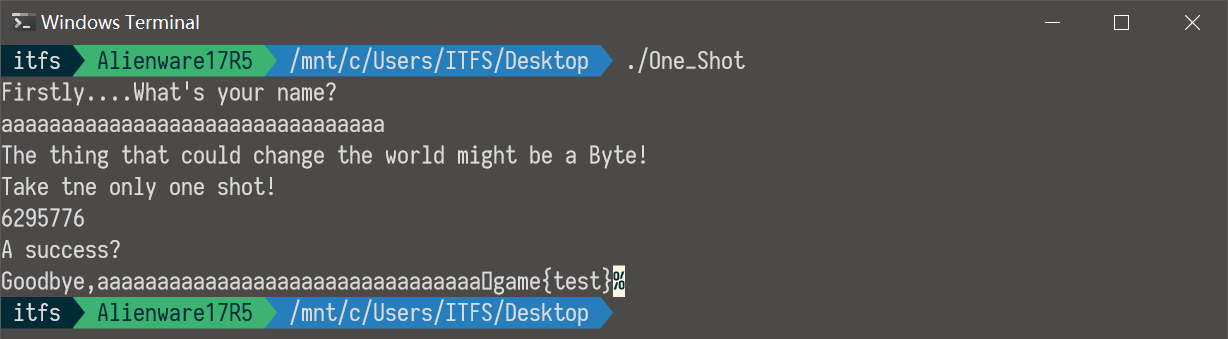 Windows Terminal
itfs Alienware17R5 /mnt/c/Users/ITFS/Desktop ./One_Shot
Firstly....What's your name?
aaaaaaaaaaaaaaaaaaaaaaaaaaaaaaaa
The thing that could change the world might be a Byte!
Take tne only one shot!
6295776
A success?
Goodbye,aaaaaaaaaaaaaaaaaaaaaaaaaaaaaaaa▯game{test}%
itfs Alienware17R5 /mnt/c/Users/ITFS/Desktop